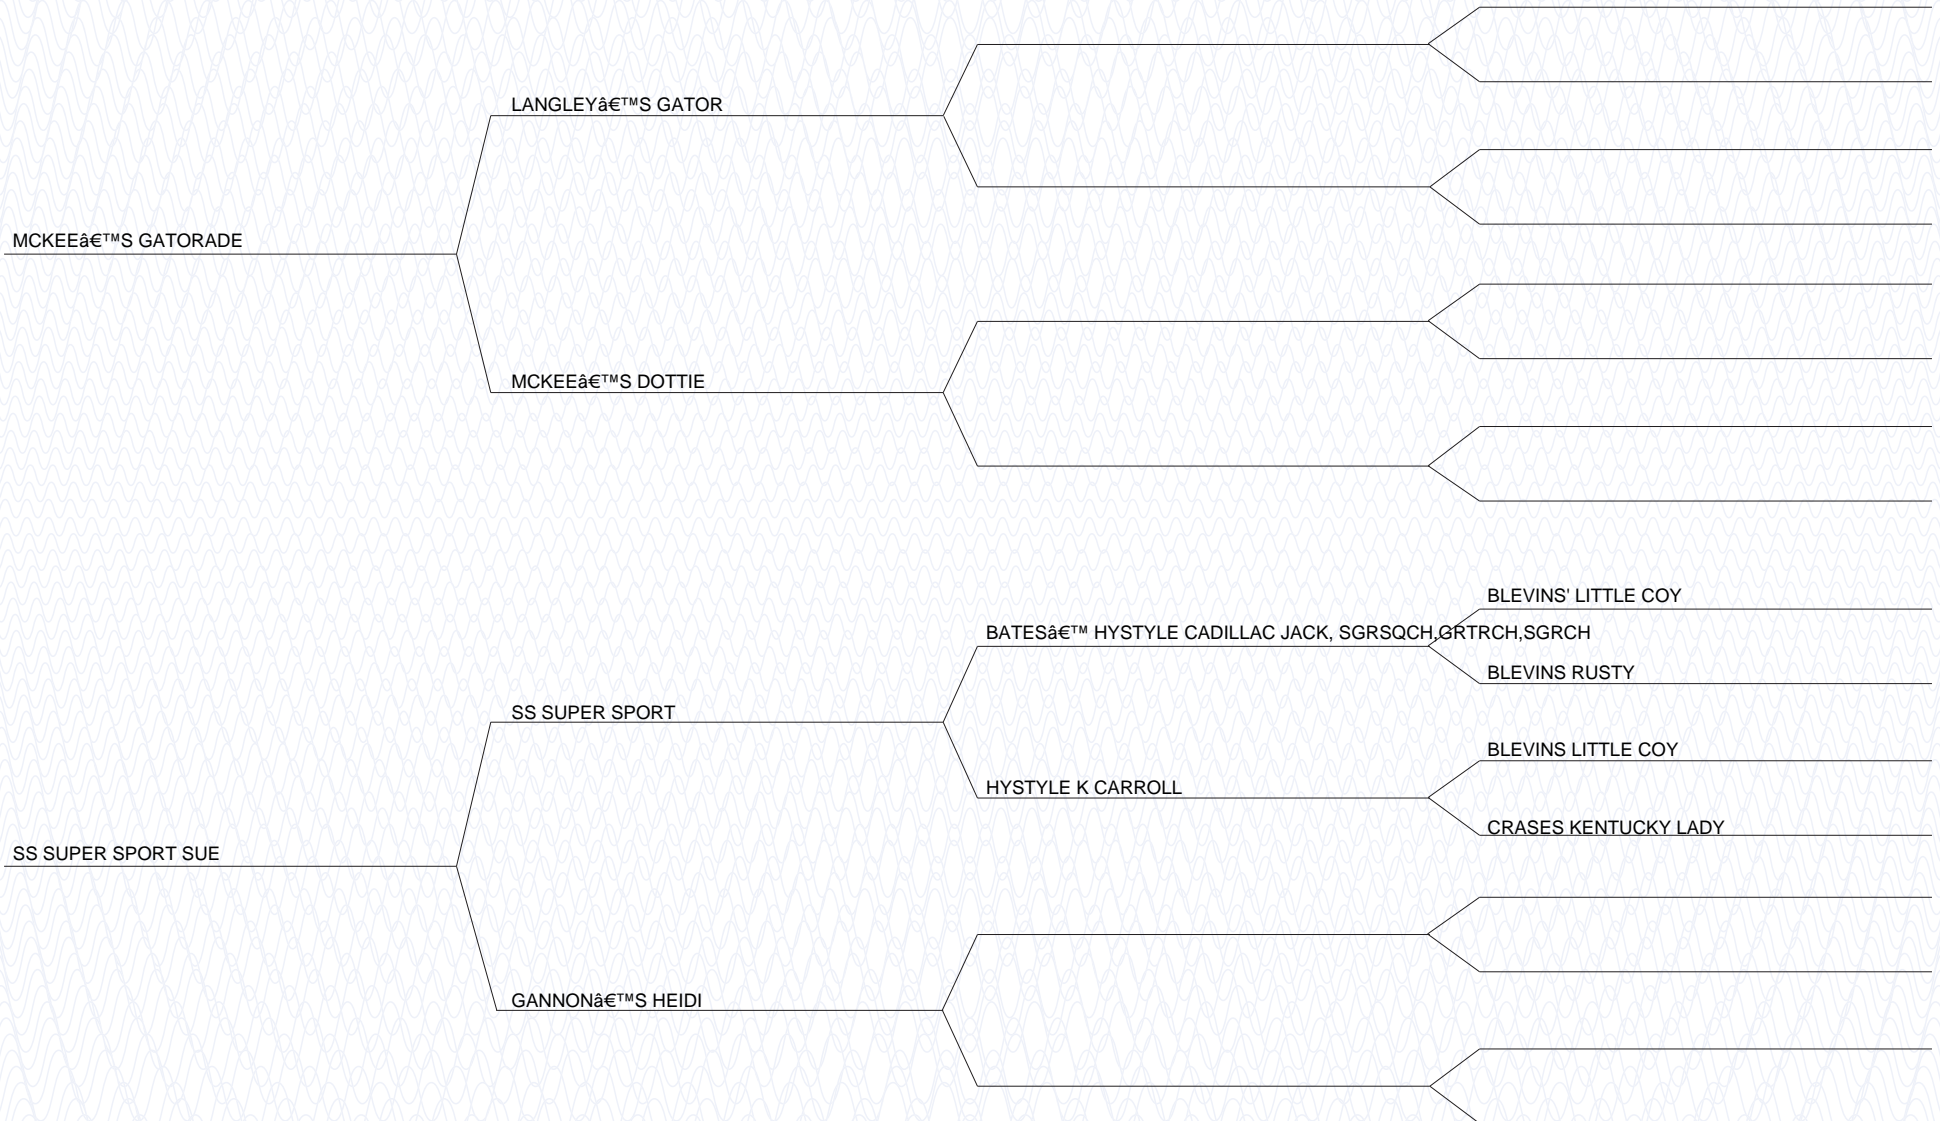 LANGLEYâ€™S GATOR
MCKEEâ€™S GATORADE
MCKEEâ€™S DOTTIE
BLEVINS' LITTLE COY
BATESâ€™ HYSTYLE CADILLAC JACK, SGRSQCH,GRTRCH,SGRCH
BLEVINS RUSTY
SS SUPER SPORT
BLEVINS LITTLE COY
HYSTYLE K CARROLL
CRASES KENTUCKY LADY
SS SUPER SPORT SUE
GANNONâ€™S HEIDI